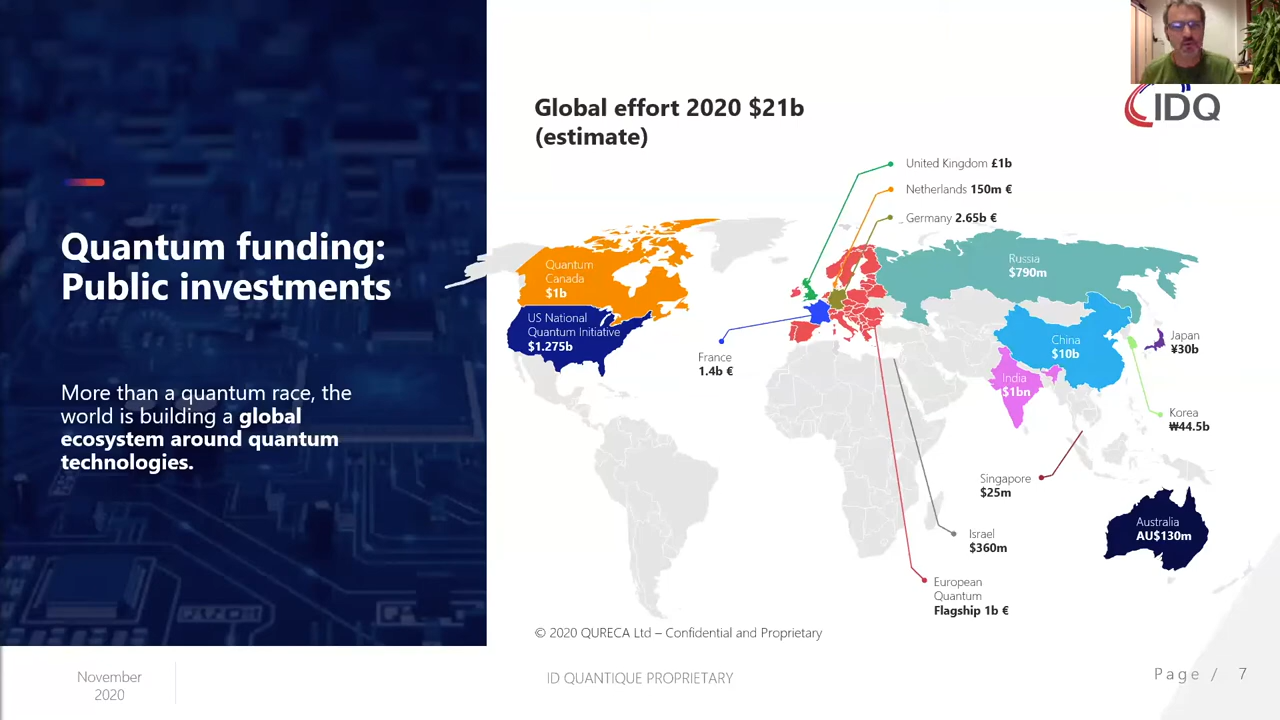 Quantum funding:
Public investments
More than a quantum race, the
world is building a global
ecosystem around quantum
technologies.
Global effort 2020 $21b
(estimate)
IDQ
United Kingdom £1b
Netherlands 150m €
Germany 2.65b €
Quantum
Canada
$1b
US National
Quantum Initiative
$1.275b
France
1.4b €
Russia
$790m
China
$10b
India
$1bn
Japan
¥30b
Korea
₩44.5b
Singapore
$25m
Australia
AU$130m
Israel
$360m
European
Quantum
Flagship 1b €
© 2020 QURECA Ltd – Confidential and Proprietary
November
2020
ID QUANTIQUE PROPRIETARY
Page / 7